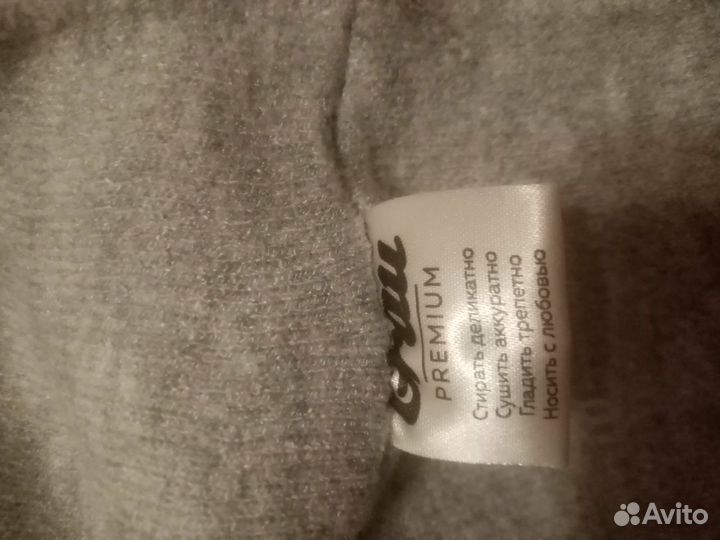 PREMIUM
Стирать деликатно
Сушить аккуратно
Гладить трепетно
Носить с любовью
Avito